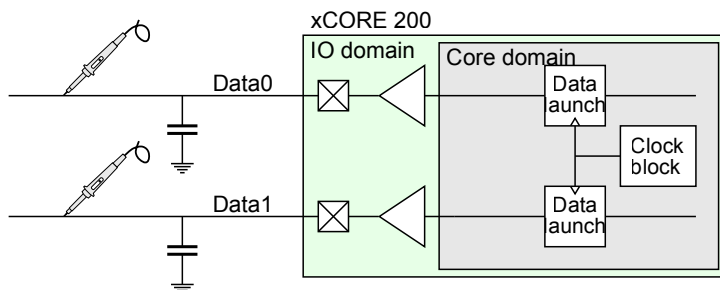 xCORE 200
IO domain
Core domain
Data0
Data
launch
Clock
block
Data1
Data
launch